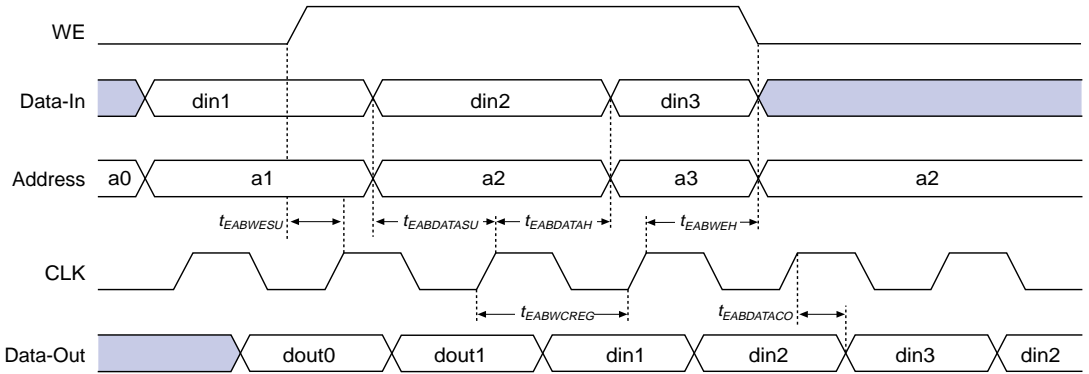 WE
Data-In din1 din2 din3
Address a0 a1 a2 a3 a2
tEABWESU tEABDATASU tEABDATAH tEABWEH
CLK
tEABWCREG tEABDATACO
Data-Out dout0 dout1 din1 din2 din3 din2